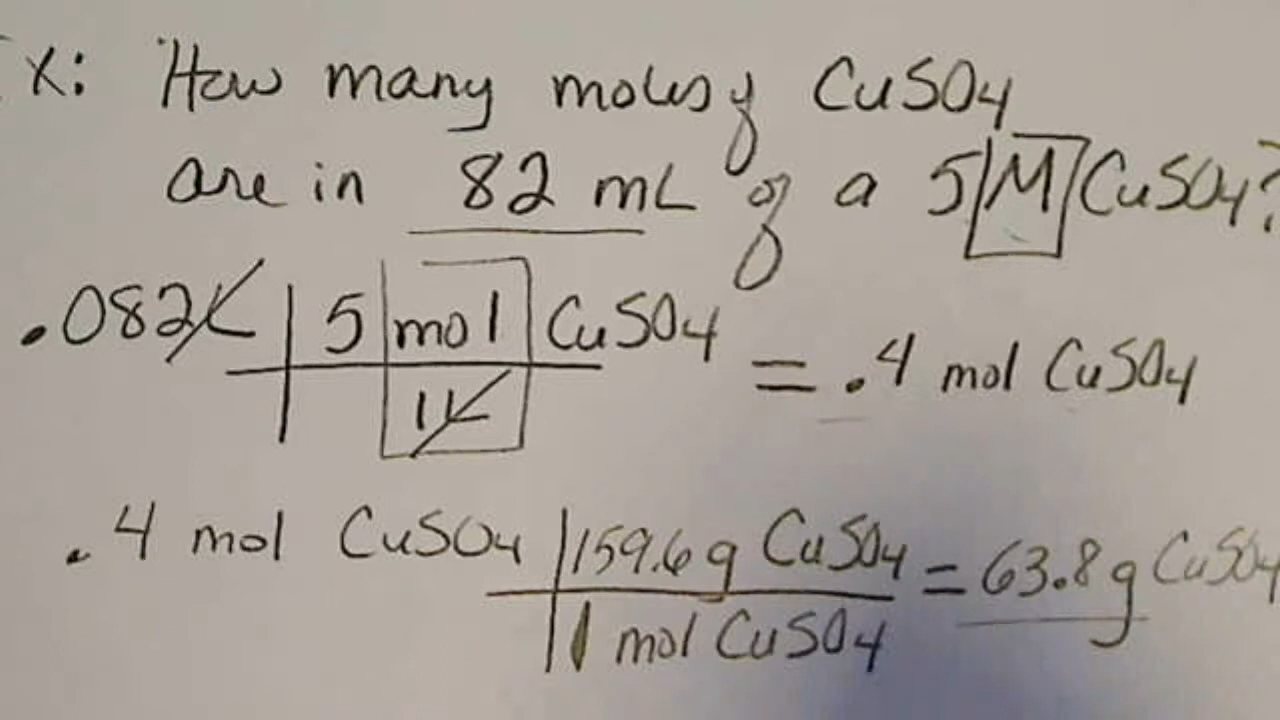 Ex: How many moles of CuSO4
are in 82 mL of a 5 M CuSO4?
.082 L | 5 mol CuSO4 = .4 mol CuSO4
1 L
.4 mol CuSO4 | 159.6 g CuSO4 = 63.8 g CuSO4
1 mol CuSO4